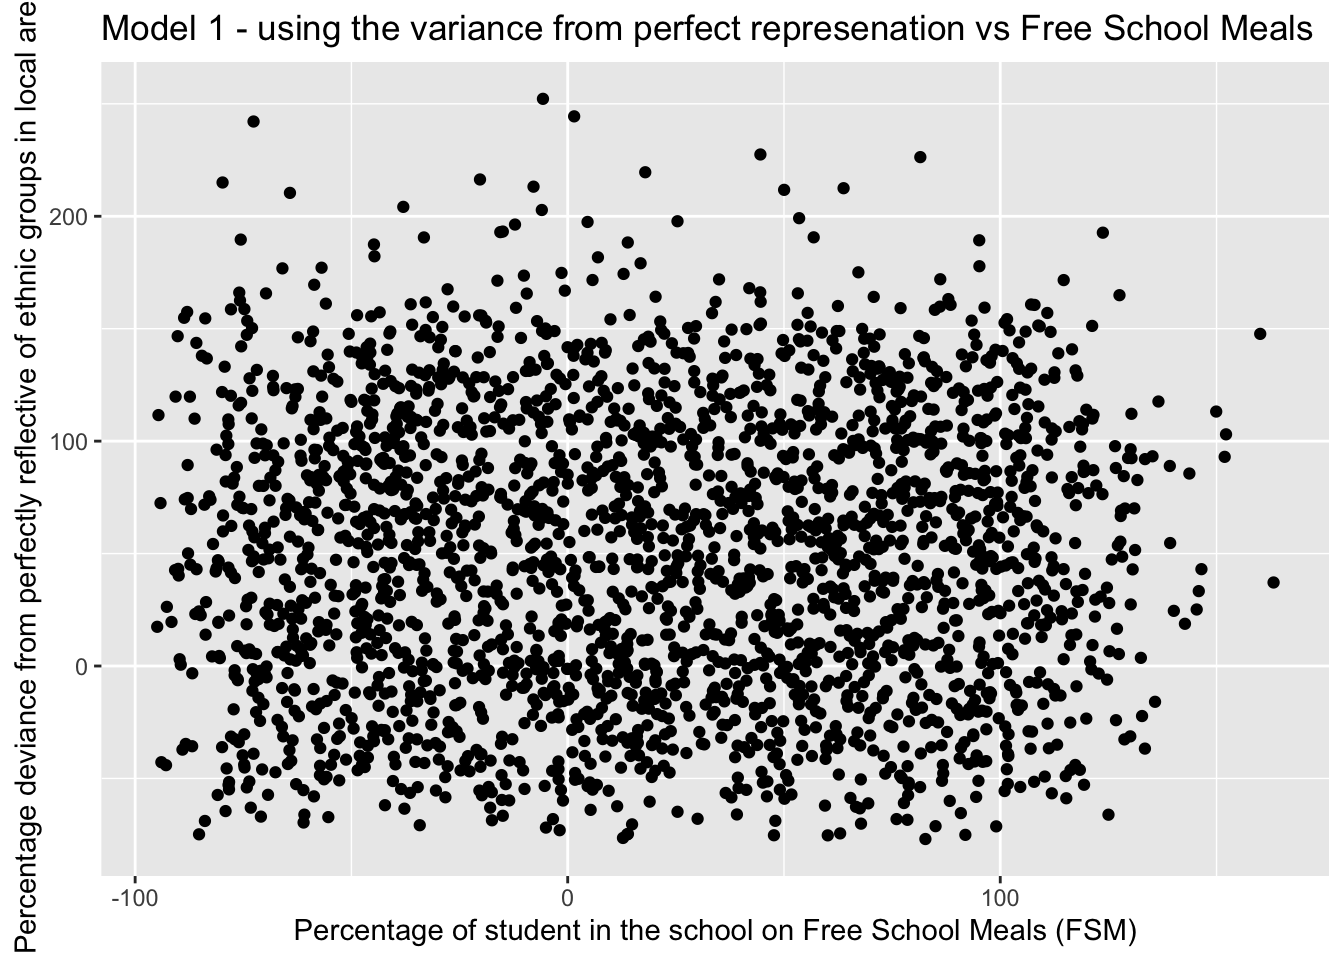 Model 1 - using the variance from perfect represenation vs Free School Meals
Percentage deviance from perfectly reflective of ethnic groups in local are
200
100
0
-100
0
100
Percentage of student in the school on Free School Meals (FSM)